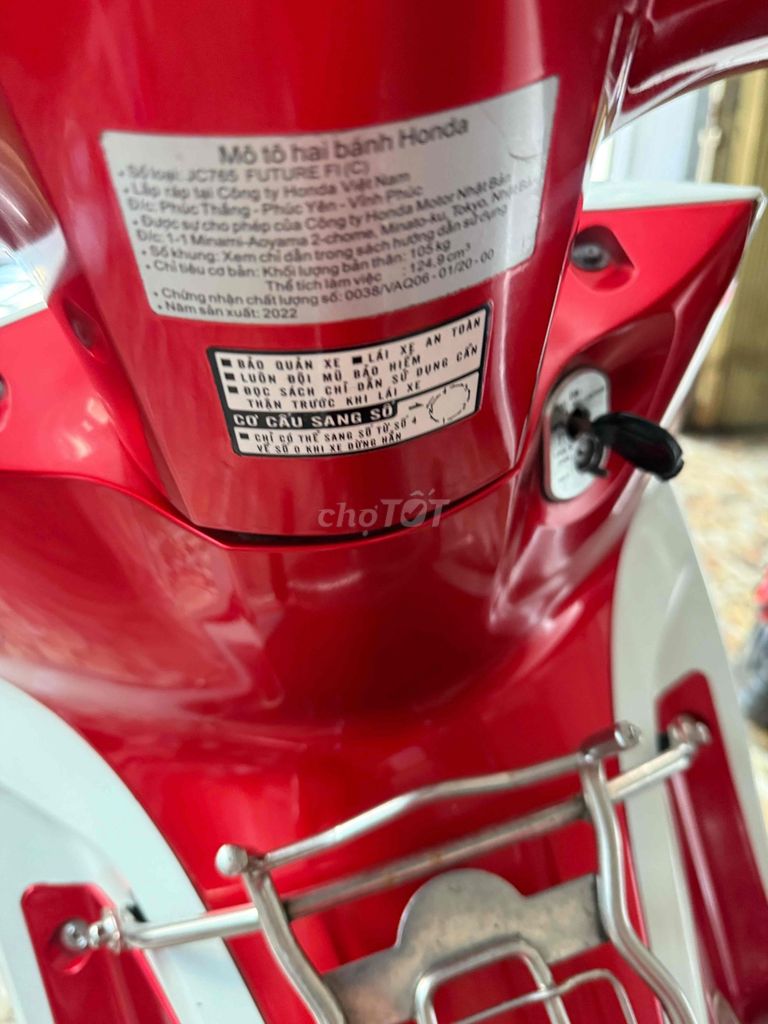 Mô tô hai bánh Honda
• Số loại: JC765 FUTURE FI (C)
• Lắp ráp tại Công ty Honda Việt Nam
Đ/c: Phúc Thắng - Phúc Yên - Vĩnh Phúc
• Được sự cho phép của Công ty Honda Motor Nhật Bản
Đ/c: 1-1 Minami-Aoyama 2-chome, Minato-ku, Tokyo, Nhật Bản
• Số khung: Xem chỉ dẫn trong sách hướng dẫn sử dụng
• Chỉ tiêu cơ bản: Khối lượng bản thân: 105 kg
Thể tích làm việc : 124,9 cm³
• Chứng nhận chất lượng số: 0038/VAQ06 - 01/20 - 00
• Năm sản xuất: 2022
■ BẢO QUẢN XE ■ LÁI XE AN TOÀN
■ LUÔN ĐỘI MŨ BẢO HIỂM
■ ĐỌC SÁCH CHỈ DẪN SỬ DỤNG CẨN
THẬN TRƯỚC KHI LÁI XE
CƠ CẤU SANG SỐ
■ CHỈ CÓ THỂ SANG SỐ TỪ SỐ 4
VỀ SỐ 0 KHI XE DỪNG HẲN
chợTỐT